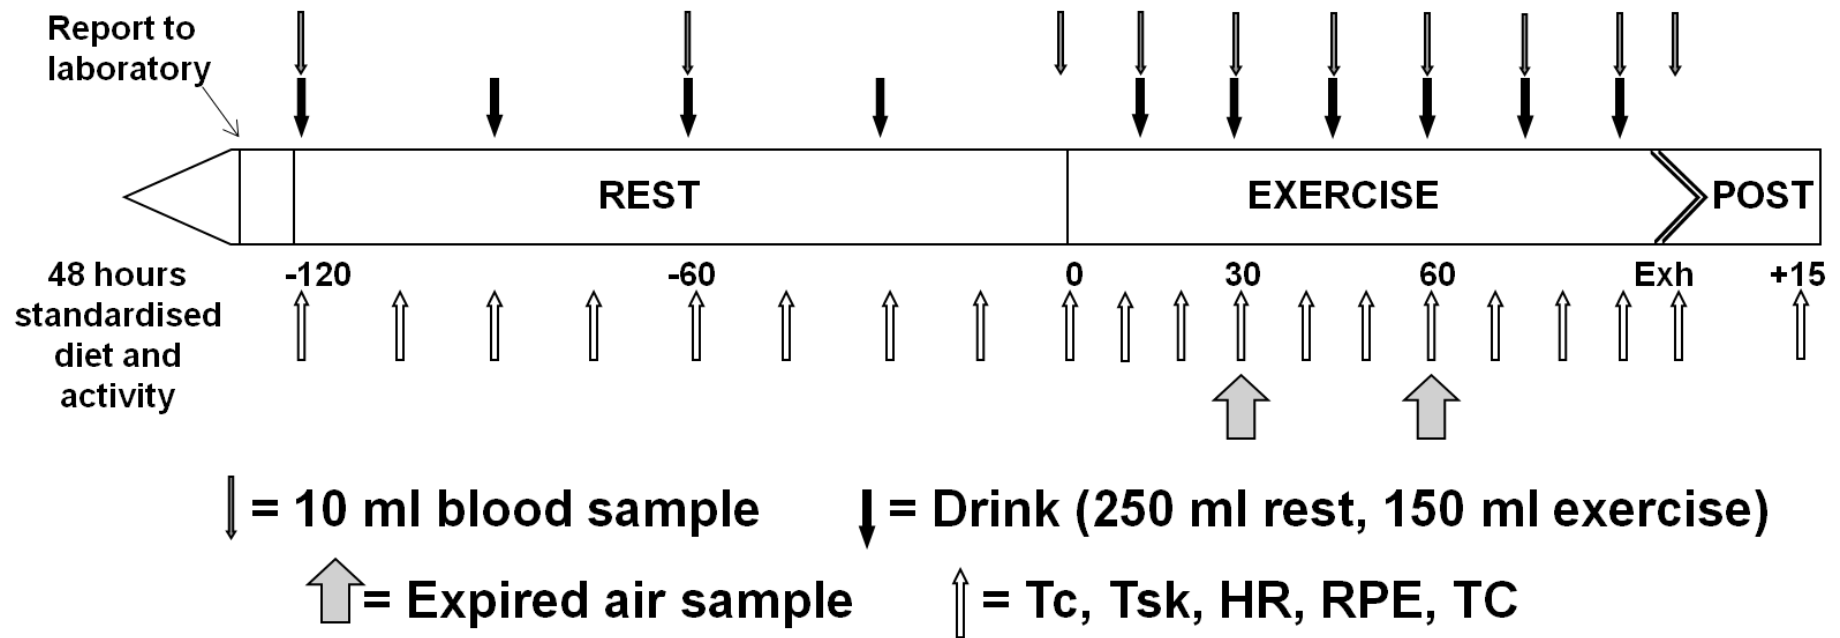 Report to
laboratory
REST
EXERCISE
POST
-120
-60
0
30
60
Exh
+15
48 hours
standardised
diet and
activity
= 10 ml blood sample
= Drink (250 ml rest, 150 ml exercise)
= Expired air sample
= Tc, Tsk, HR, RPE, TC